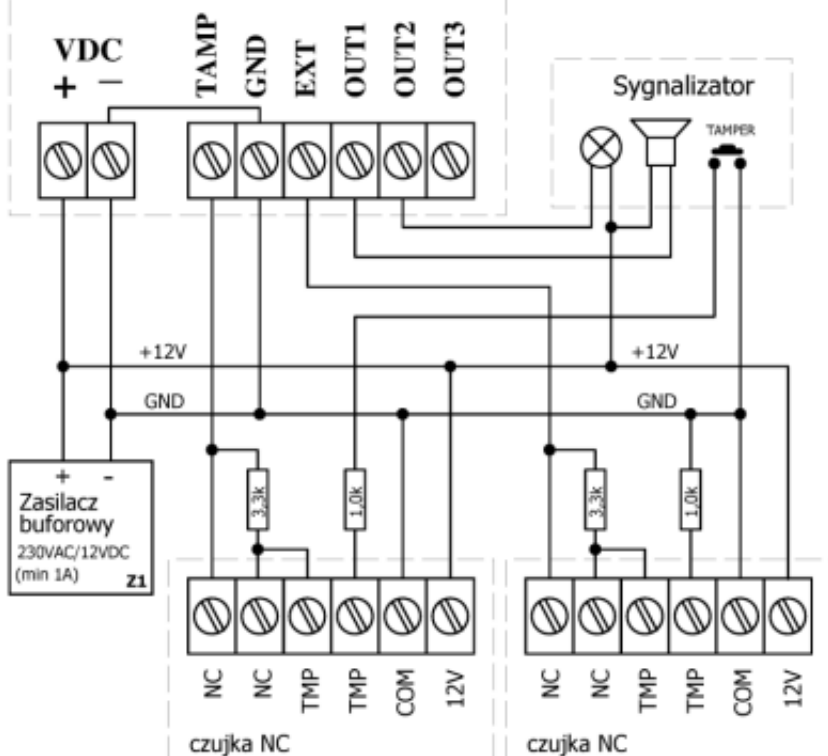 VDC
+ −
TAMP
GND
EXT
OUT1
OUT2
OUT3
Sygnalizator
TAMPER
+12V
+12V
GND
GND
+ -
Zasilacz
buforowy
230VAC/12VDC
(min 1A)
Z1
3,3k
1,0k
3,3k
1,0k
NC
NC
TMP
TMP
COM
12V
czujka NC
NC
NC
TMP
TMP
COM
12V
czujka NC